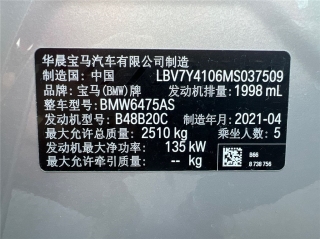 华晨宝马汽车有限公司制造
制造国：中国 LBV7Y4106MS037509
品牌：宝马(BMW)牌 发动机排量：1998 mL
整车型号：BMW6475AS
发动机型号：B48B20C 制造年月：2021-04
最大允许总质量：2510 kg 乘坐人数：5
发动机最大净功率：135 kW
最大允许牵引质量：-- kg
B66
B 738 756